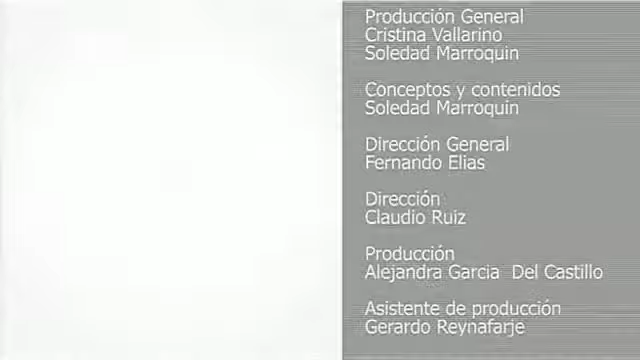 Producción General
Cristina Vallarino
Soledad Marroquin
Conceptos y contenidos
Soledad Marroquin
Dirección General
Fernando Elias
Dirección
Claudio Ruiz
Producción
Alejandra Garcia  Del Castillo
Asistente de producción
Gerardo Reynafarje